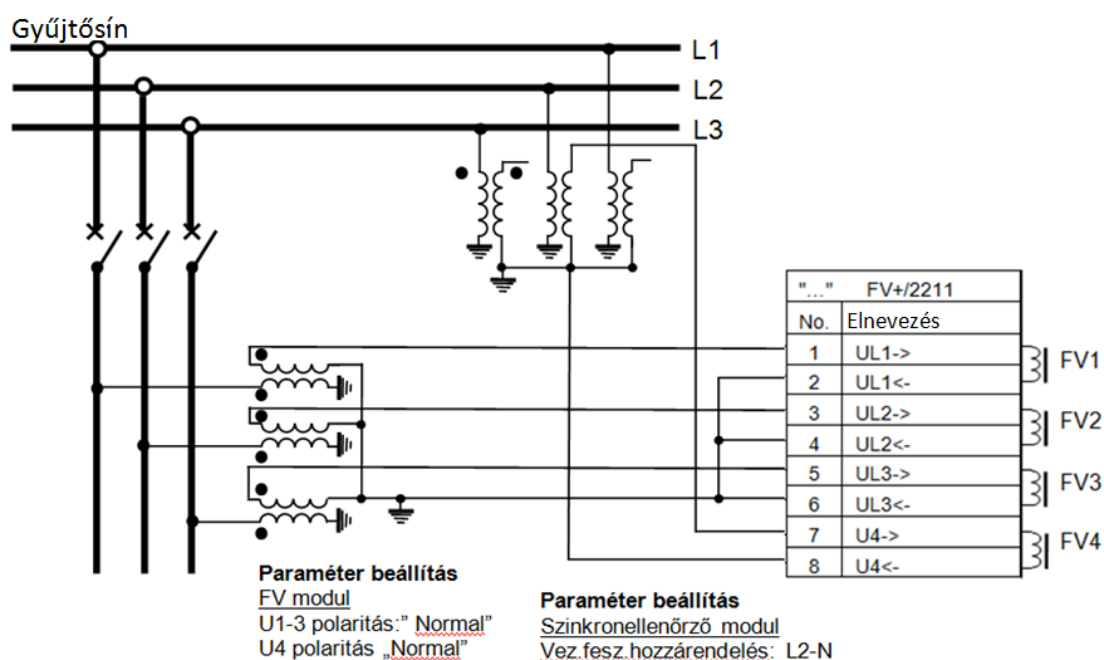 Gyűjtősín
L1
L2
L3
"..." FV+/2211
No. Elnevezés
1 UL1->
2 UL1<-
FV1
3 UL2->
4 UL2<-
FV2
5 UL3->
6 UL3<-
FV3
7 U4->
8 U4<-
FV4
Paraméter beállítás
FV modul
U1-3 polaritás:” Normal”
U4 polaritás „Normal”
Paraméter beállítás
Szinkronellenőrző modul
Vez.fesz.hozzárendelés: L2-N